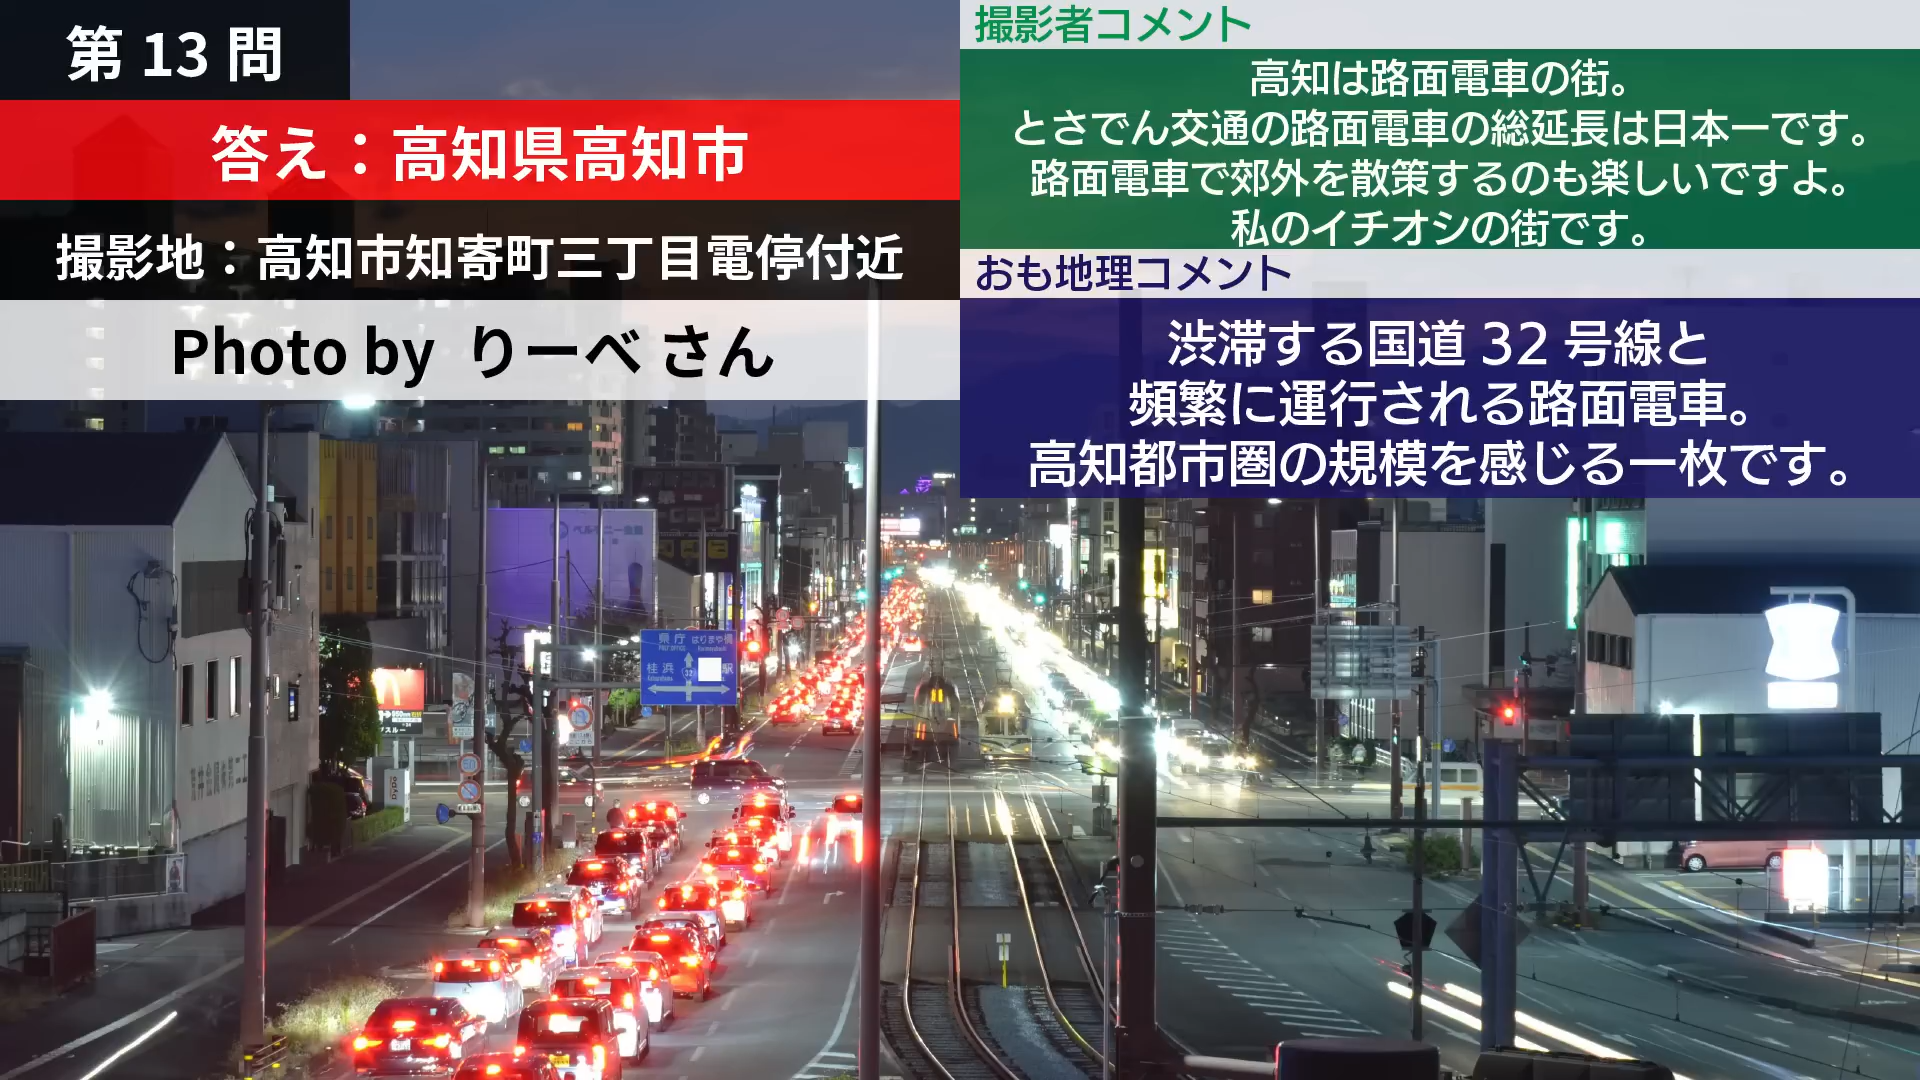 第 13 問
答え：高知県高知市
撮影地：高知市知寄町三丁目電停付近
Photo by りーべ さん
撮影者コメント
高知は路面電車の街。
とさでん交通の路面電車の総延長は日本一です。
路面電車で郊外を散策するのも楽しいですよ。
私のイチオシの街です。
おも地理コメント
渋滞する国道 32 号線と
頻繁に運行される路面電車。
高知都市圏の規模を感じる一枚です。
県庁 はりまや橋
桂浜 32 駅